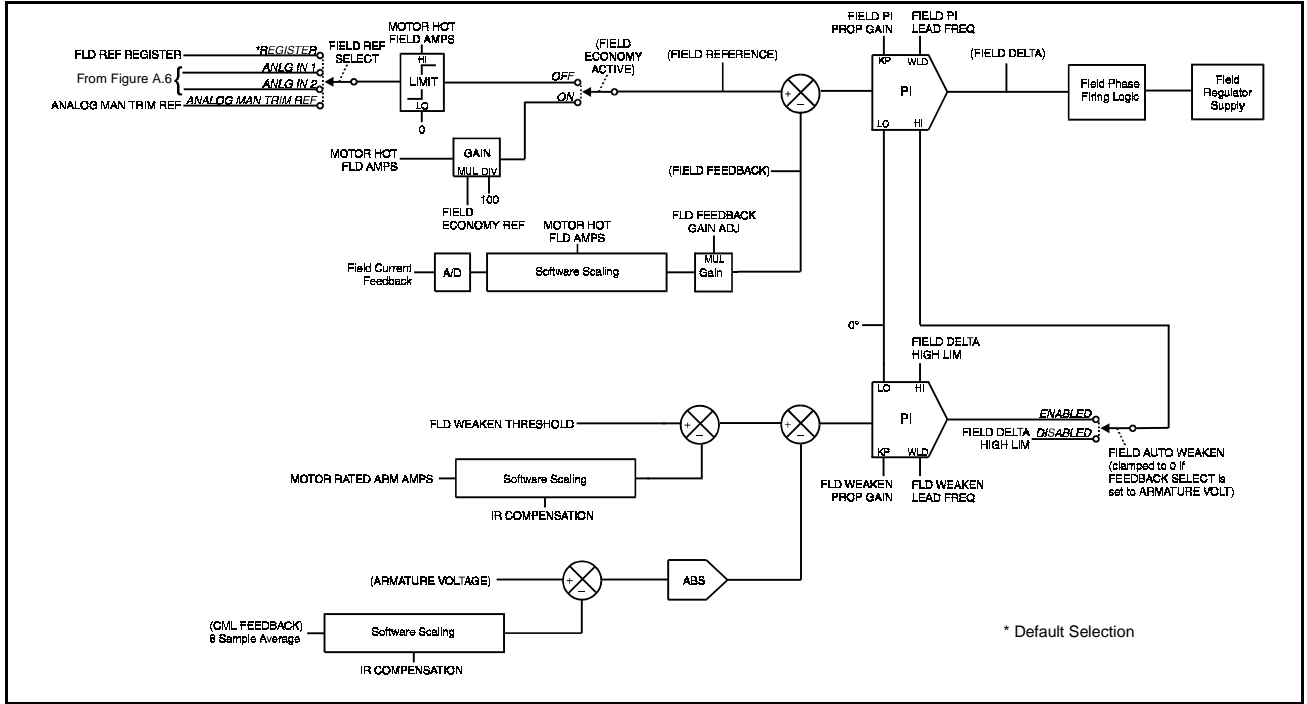 FIELD PI
PROP GAIN
FIELD PI
LEAD FREQ
MOTOR HOT
FIELD AMPS
FLD REF REGISTER
*REGISTER
FIELD REF
SELECT
ANLG IN 1
From Figure A.6
ANLG IN 2
ANALOG MAN TRIM REF
ANALOG MAN TRIM REF
HI
LIMIT
LO
0
OFF
ON
(FIELD
ECONOMY
ACTIVE)
(FIELD REFERENCE)
+
–
KP
WLD
PI
LO
HI
(FIELD DELTA)
Field Phase
Firing Logic
Field
Regulator
Supply
MOTOR HOT
FLD AMPS
GAIN
MUL DIV
100
FIELD
ECONOMY REF
(FIELD FEEDBACK)
MOTOR HOT
FLD AMPS
FLD FEEDBACK
GAIN ADJ
Field Current
Feedback
A/D
Software Scaling
MUL
Gain
0°
FIELD DELTA
HIGH LIM
LO
HI
PI
KP
WLD
FLD WEAKEN THRESHOLD
+
–
+
–
ENABLED
FIELD DELTA
HIGH LIM
DISABLED
FIELD AUTO WEAKEN
(clamped to 0 if
FEEDBACK SELECT is
set to ARMATURE VOLT)
MOTOR RATED ARM AMPS
Software Scaling
IR COMPENSATION
FLD WEAKEN
PROP GAIN
FLD WEAKEN
LEAD FREQ
(ARMATURE VOLTAGE)
+
–
ABS
(CML FEEDBACK)
8 Sample Average
Software Scaling
IR COMPENSATION
* Default Selection